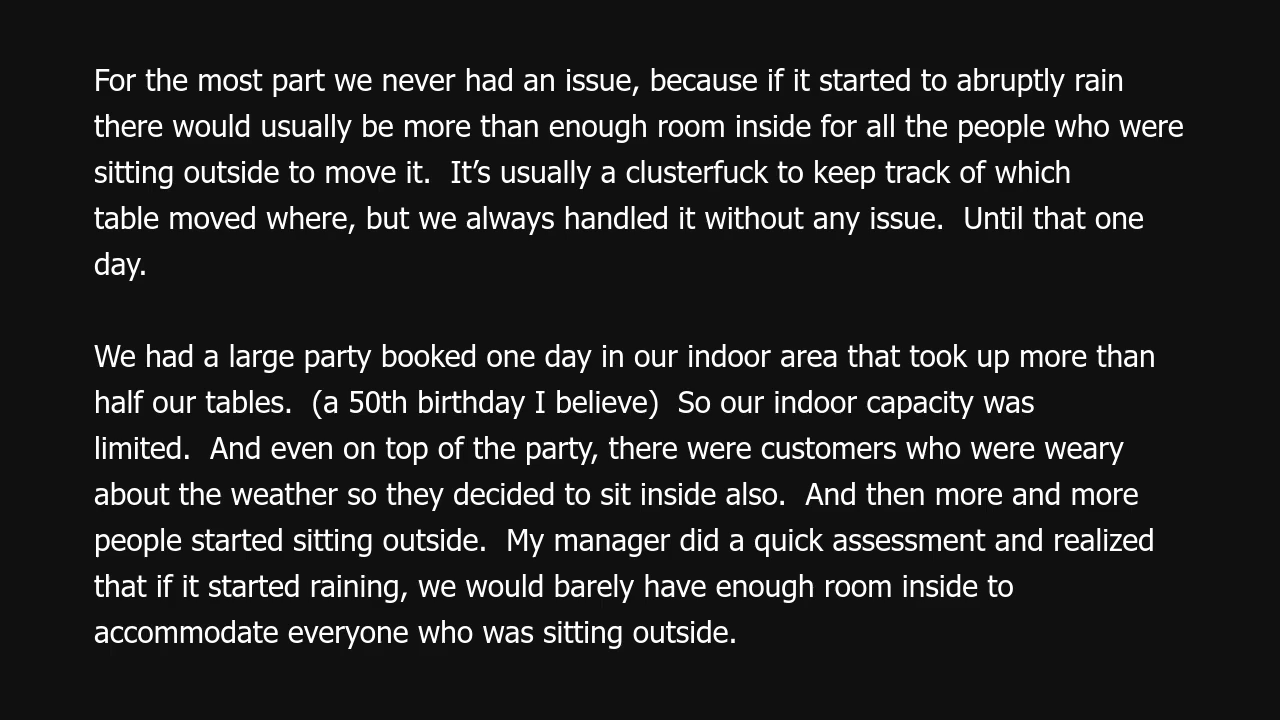 For the most part we never had an issue, because if it started to abruptly rain
there would usually be more than enough room inside for all the people who were
sitting outside to move it.  It’s usually a clusterfuck to keep track of which
table moved where, but we always handled it without any issue.  Until that one
day.
We had a large party booked one day in our indoor area that took up more than
half our tables.  (a 50th birthday I believe)  So our indoor capacity was
limited.  And even on top of the party, there were customers who were weary
about the weather so they decided to sit inside also.  And then more and more
people started sitting outside.  My manager did a quick assessment and realized
that if it started raining, we would barely have enough room inside to
accommodate everyone who was sitting outside.